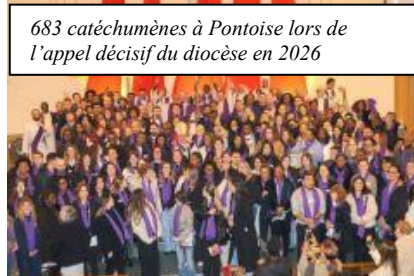 683 catéchumènes à Pontoise lors de
l’appel décisif du diocèse en 2026